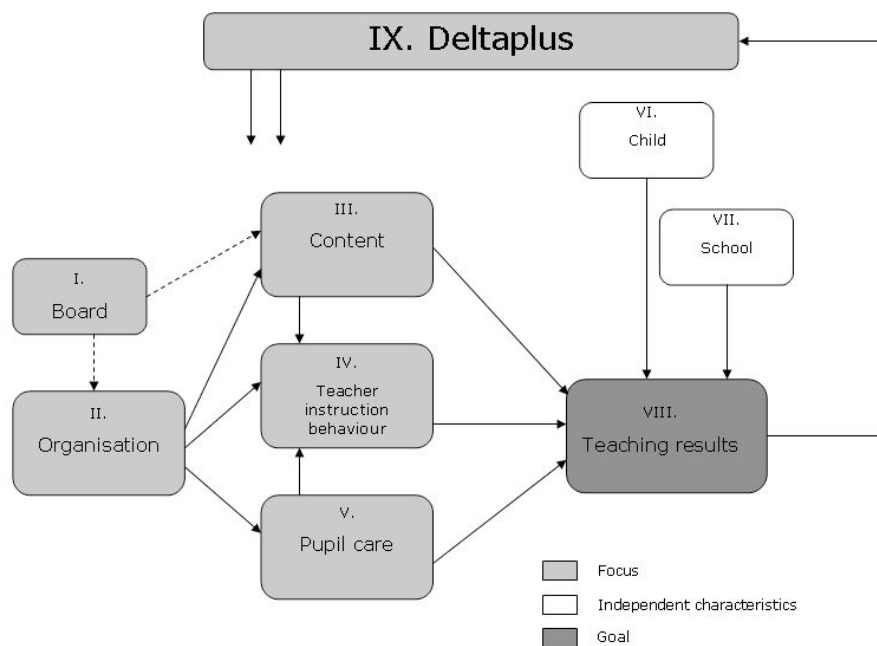 IX. Deltaplus
VI.
Child
VII.
School
III.
Content
I.
Board
IV.
Teacher
instruction
behaviour
II.
Organisation
VIII.
Teaching results
V.
Pupil care
Focus
Independent characteristics
Goal